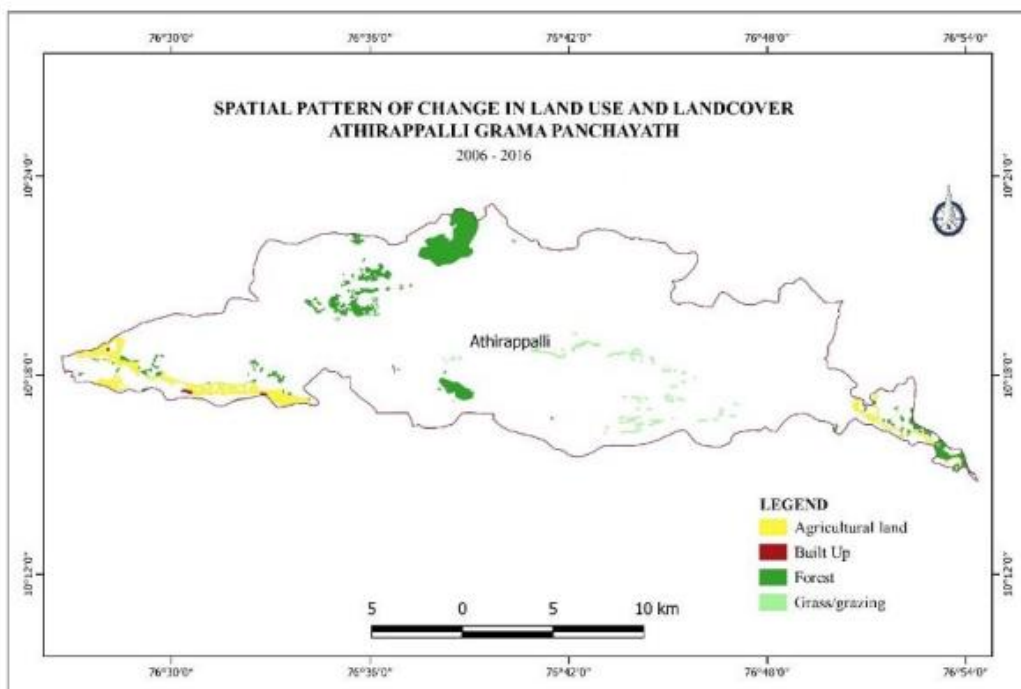 76°30'0" 76°36'0" 76°42'0" 76°48'0" 76°54'0"
SPATIAL PATTERN OF CHANGE IN LAND USE AND LANDCOVER
ATHIRAPPALLI GRAMA PANCHAYATH
2006 - 2016
10°24'0" 10°24'0"
Athirappalli
10°18'0" 10°18'0"
LEGEND
Agricultural land
Built Up
Forest
Grass/grazing
10°12'0" 10°12'0"
5 0 5 10 km
76°30'0" 76°36'0" 76°42'0" 76°48'0" 76°54'0"